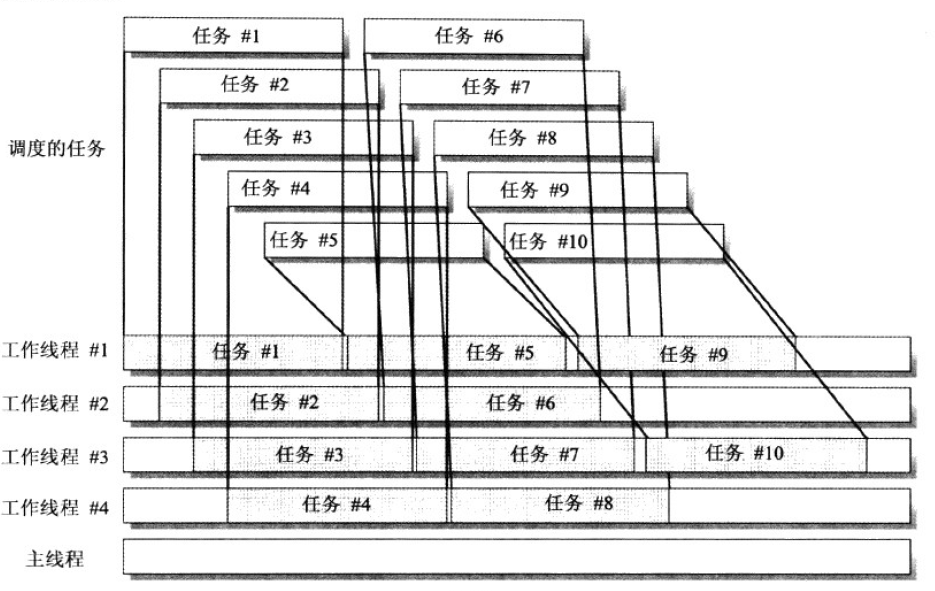 任务 #1 任务 #6
任务 #2 任务 #7
任务 #3 任务 #8
调度的任务
任务 #4 任务 #9
任务 #5 任务 #10
工作线程 #1 任务 #1 任务 #5 任务 #9
工作线程 #2 任务 #2 任务 #6
工作线程 #3 任务 #3 任务 #7 任务 #10
工作线程 #4 任务 #4 任务 #8
主线程